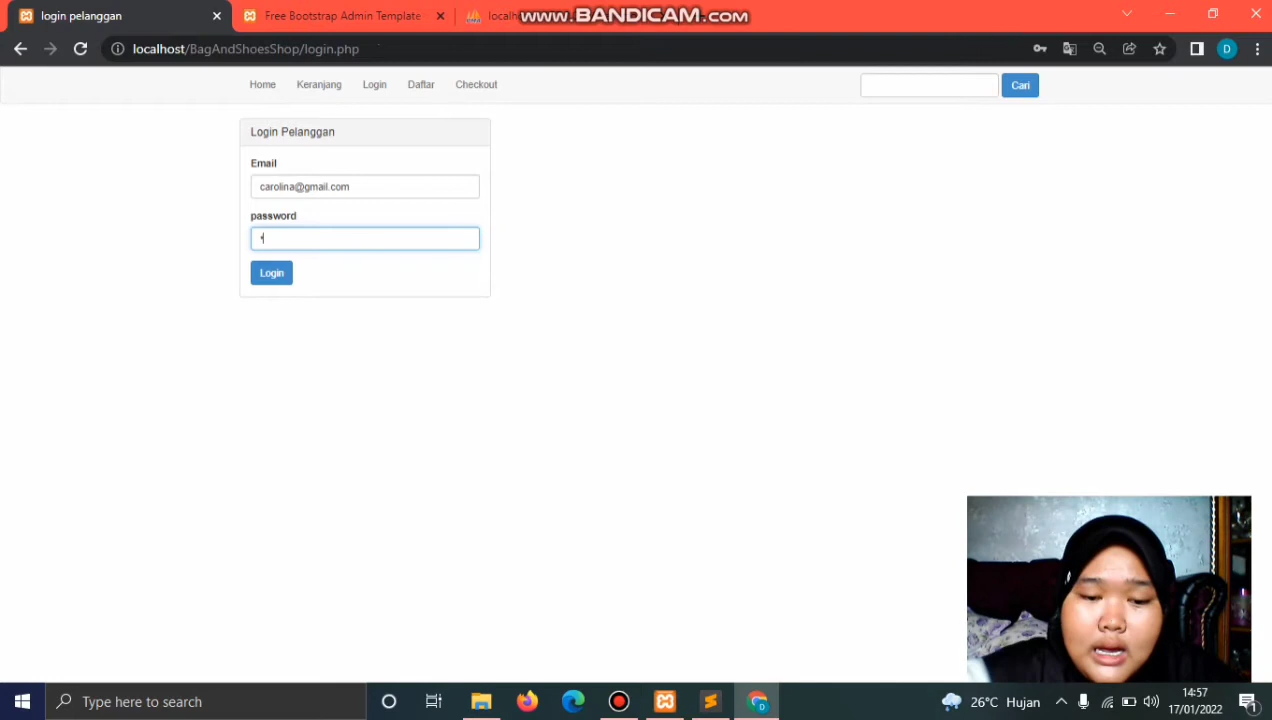 login pelanggan
Free Bootstrap Admin Template
localh
www.BANDICAM.com
localhost/BagAndShoesShop/login.php
D
Home
Keranjang
Login
Daftar
Checkout
Cari
Login Pelanggan
Email
carolina@gmail.com
password
Login
Type here to search
D
26°C Hujan
14:57
17/01/2022
1